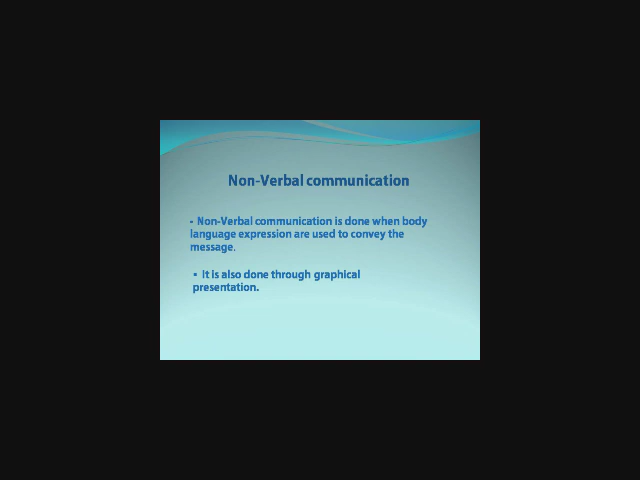 Non-Verbal communication
- Non-Verbal communication is done when body
language expression are used to convey the
message.
▪ It is also done through graphical
presentation.